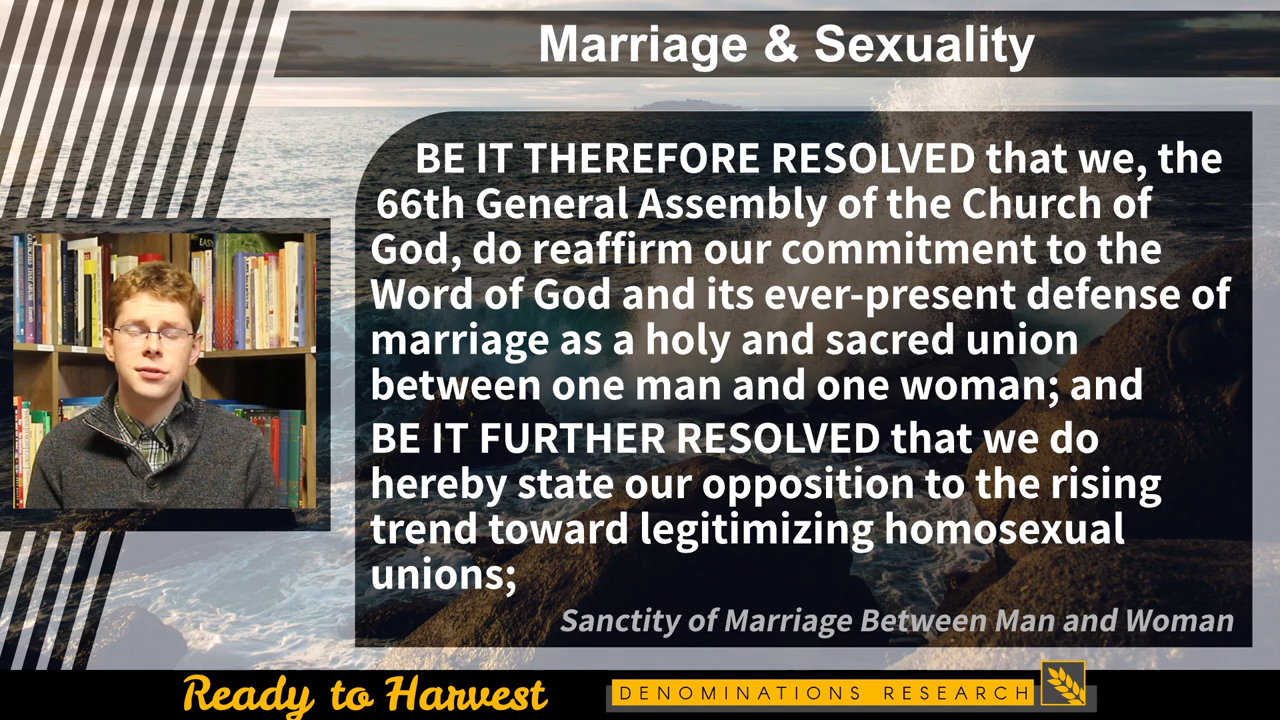 Marriage & Sexuality
BE IT THEREFORE RESOLVED that we, the
66th General Assembly of the Church of
God, do reaffirm our commitment to the
Word of God and its ever-present defense of
marriage as a holy and sacred union
between one man and one woman; and
BE IT FURTHER RESOLVED that we do
hereby state our opposition to the rising
trend toward legitimizing homosexual
unions;
Sanctity of Marriage Between Man and Woman
Ready to Harvest
DENOMINATIONS RESEARCH